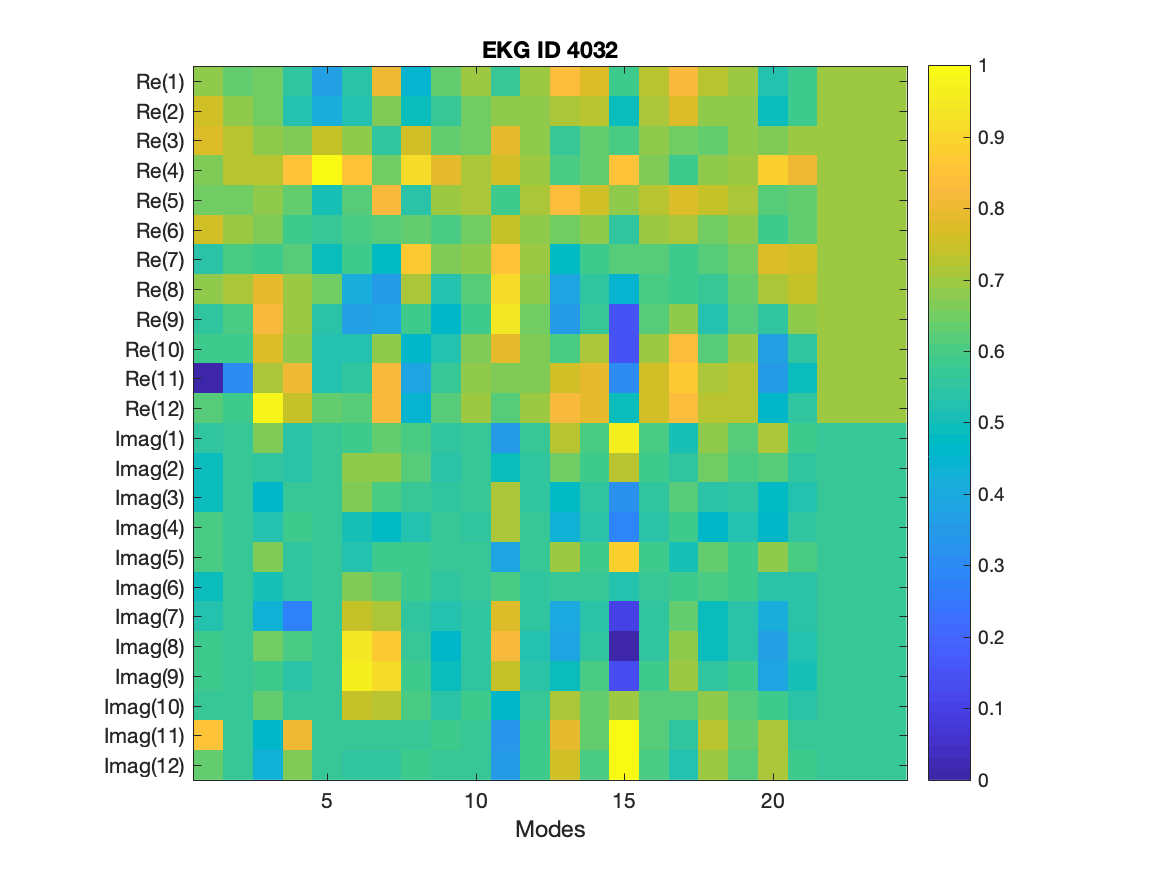 EKG ID 4032
Re(1)
Re(2)
Re(3)
Re(4)
Re(5)
Re(6)
Re(7)
Re(8)
Re(9)
Re(10)
Re(11)
Re(12)
Imag(1)
Imag(2)
Imag(3)
Imag(4)
Imag(5)
Imag(6)
Imag(7)
Imag(8)
Imag(9)
Imag(10)
Imag(11)
Imag(12)
5 10 15 20
Modes
1
0.9
0.8
0.7
0.6
0.5
0.4
0.3
0.2
0.1
0